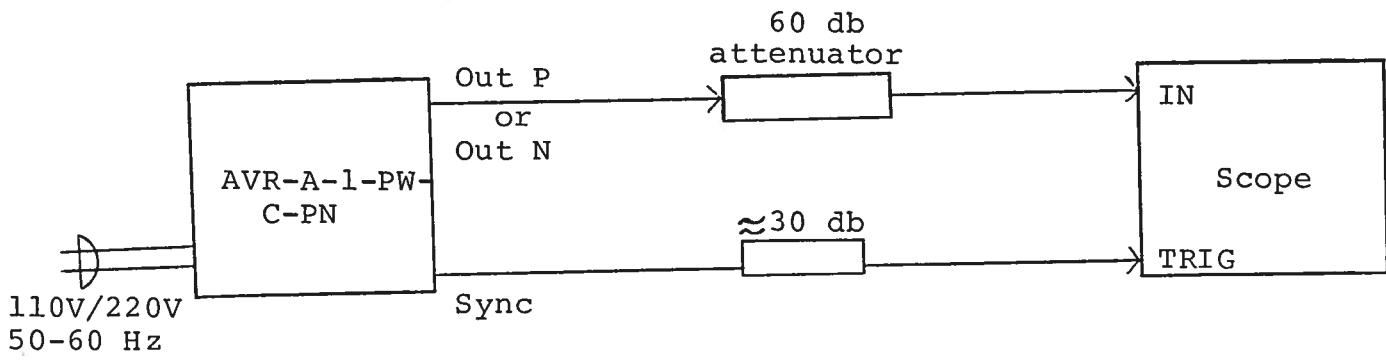 60 db
attenuator
Out P
or
Out N
IN
AVR-A-1-PW-
C-PN
Scope
≈30 db
TRIG
Sync
110V/220V
50-60 Hz